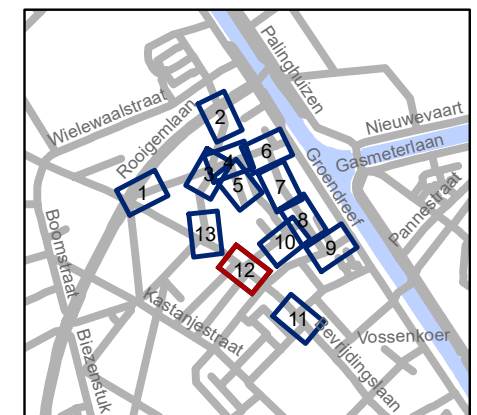 Palinghuizen
Wielewaalstraat
Rooigemlaan
Nieuwevaart
Gasmeterlaan
Groendreef
Pannestraat
Boomstraat
Kastanjestraat
Biezenstuk
Bevrijdingslaan
Vossenkoer
2
6
4
3
5
7
1
8
13
10
9
12
11